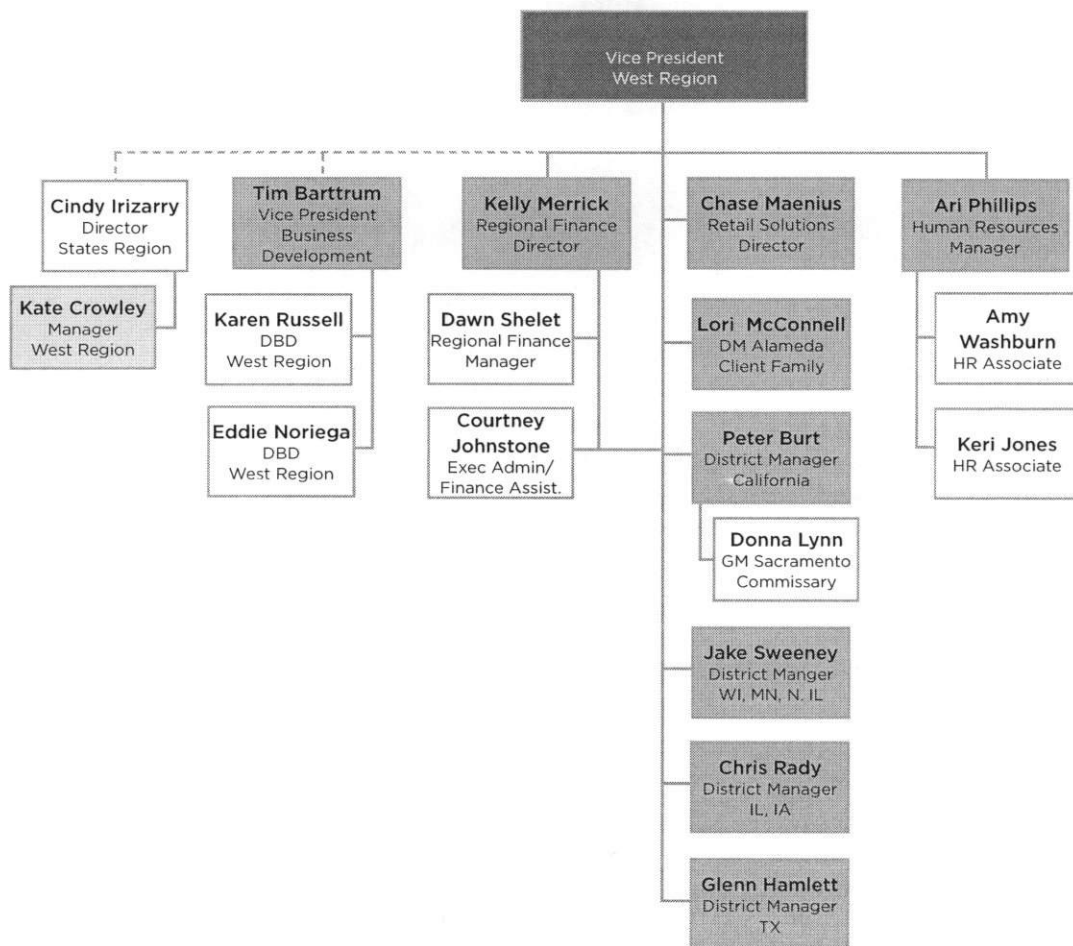 Vice President
West Region
Cindy Irizarry
Director
States Region
Kate Crowley
Manager
West Region
Tim Barttrum
Vice President
Business
Development
Karen Russell
DBD
West Region
Eddie Noriega
DBD
West Region
Kelly Merrick
Regional Finance
Director
Dawn Shelet
Regional Finance
Manager
Courtney
Johnstone
Exec Admin/
Finance Assist.
Chase Maenius
Retail Solutions
Director
Lori McConnell
DM Alameda
Client Family
Peter Burt
District Manager
California
Donna Lynn
GM Sacramento
Commissary
Jake Sweeney
District Manger
WI, MN, N. IL
Chris Rady
District Manager
IL, IA
Glenn Hamlett
District Manager
TX
Ari Phillips
Human Resources
Manager
Amy
Washburn
HR Associate
Keri Jones
HR Associate